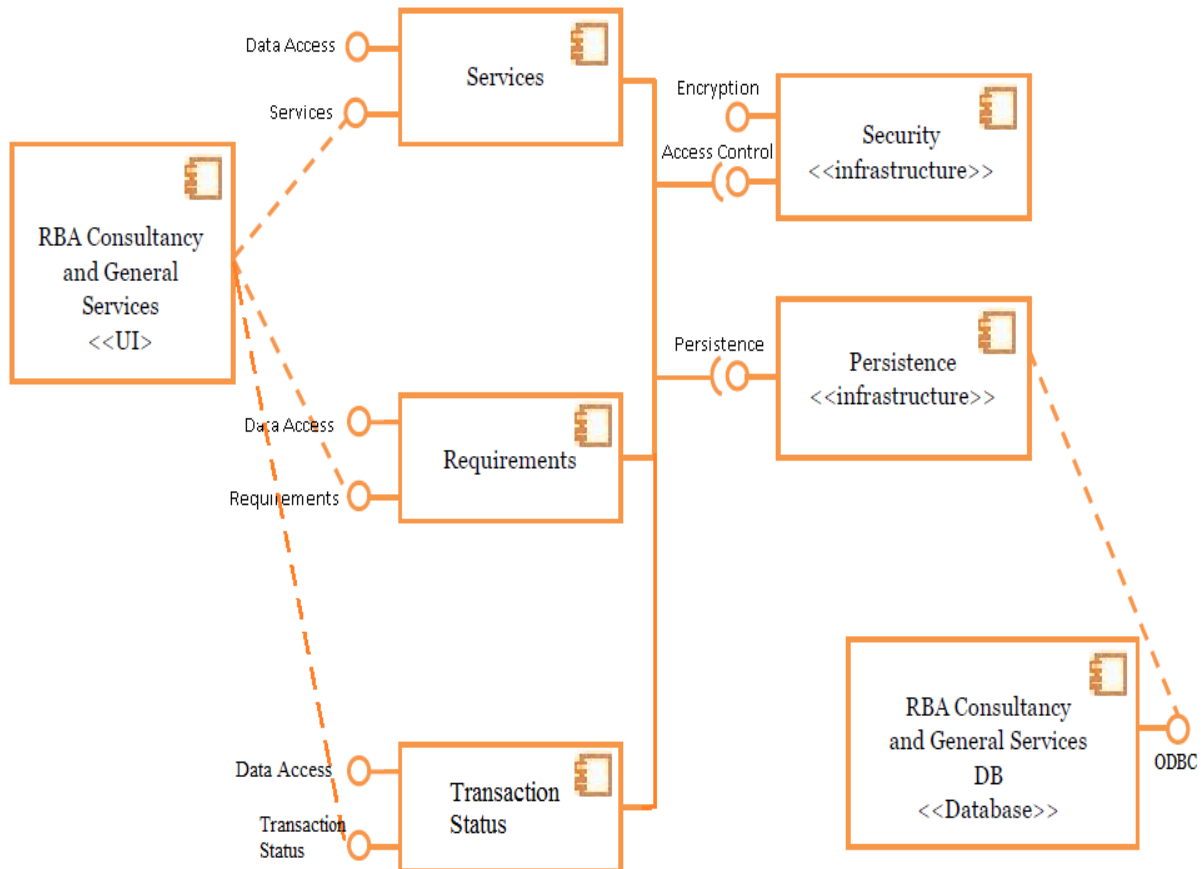 Data Access
Services
Services
RBA Consultancy
and General
Services
<<UI>
Encryption
Access Control
Security
<<infrastructure>>
Persistence
Persistence
<<infrastructure>>
Data Access
Requirements
Requirements
Data Access
Transaction
Status
Transaction
Status
RBA Consultancy
and General Services
DB
<<Database>>
ODBC